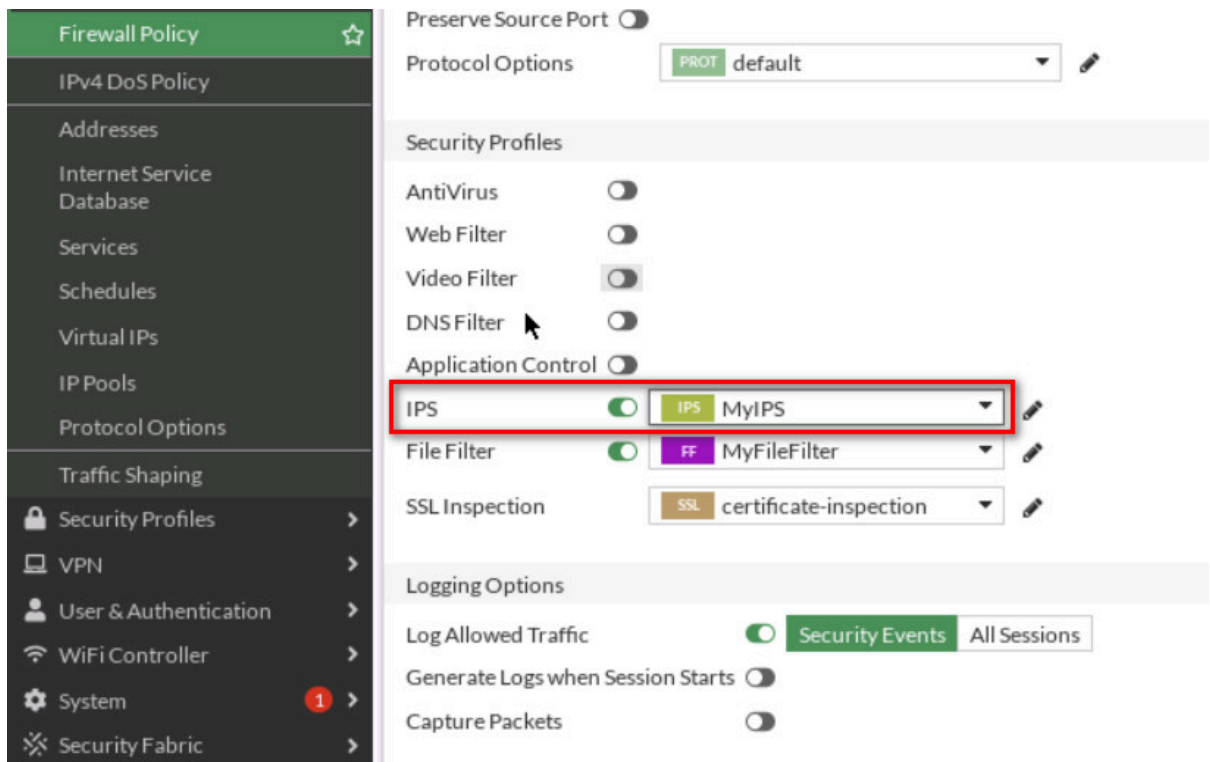 Firewall Policy
IPv4 DoS Policy
Addresses
Internet Service
Database
Services
Schedules
Virtual IPs
IP Pools
Protocol Options
Traffic Shaping
Security Profiles
VPN
User & Authentication
WiFi Controller
System 1
Security Fabric
Preserve Source Port
Protocol Options PROT default
Security Profiles
AntiVirus
Web Filter
Video Filter
DNS Filter
Application Control
IPS IPS MyIPS
File Filter FF MyFileFilter
SSL Inspection SSL certificate-inspection
Logging Options
Log Allowed Traffic Security Events All Sessions
Generate Logs when Session Starts
Capture Packets